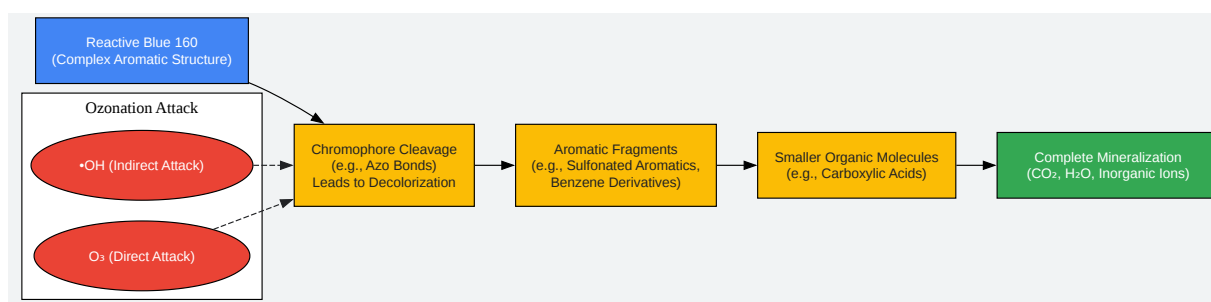 Reactive Blue 160
(Complex Aromatic Structure)
Ozonation Attack
•OH (Indirect Attack)
O₃ (Direct Attack)
Chromophore Cleavage
(e.g., Azo Bonds)
Leads to Decolorization
Aromatic Fragments
(e.g., Sulfonated Aromatics,
Benzene Derivatives)
Smaller Organic Molecules
(e.g., Carboxylic Acids)
Complete Mineralization
(CO₂, H₂O, Inorganic Ions)